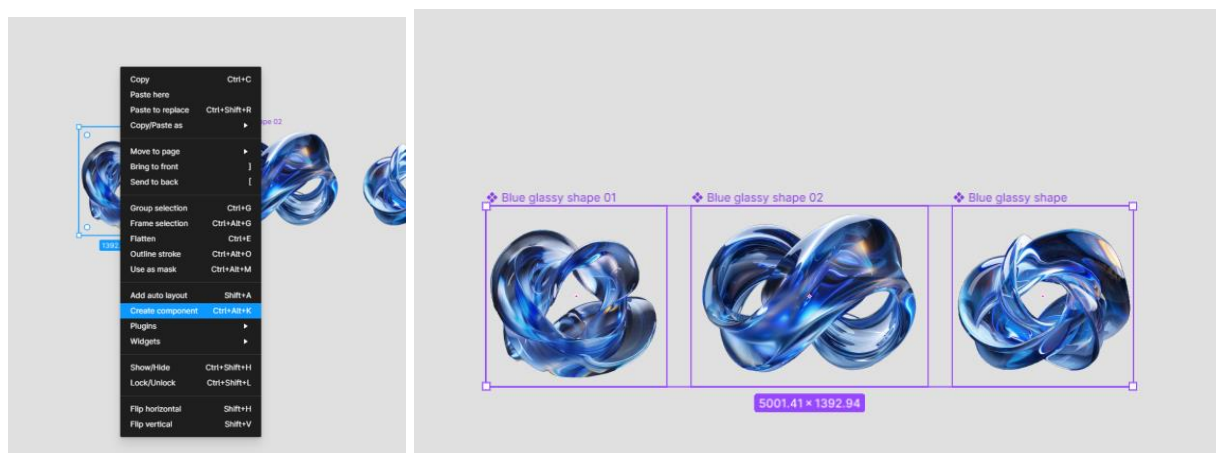 Copy Ctrl+C
Paste here
Paste to replace Ctrl+Shift+R
Copy/Paste as
ape 02
Move to page
Bring to front ]
Send to back [
Group selection Ctrl+G
Frame selection Ctrl+Alt+G
Flatten Ctrl+E
1392.
Outline stroke Ctrl+Alt+O
Use as mask Ctrl+Alt+M
Add auto layout Shift+A
Create component Ctrl+Alt+K
Plugins
Widgets
Show/Hide Ctrl+Shift+H
Lock/Unlock Ctrl+Shift+L
Flip horizontal Shift+H
Flip vertical Shift+V
Blue glassy shape 01
Blue glassy shape 02
Blue glassy shape
5001.41 × 1392.94